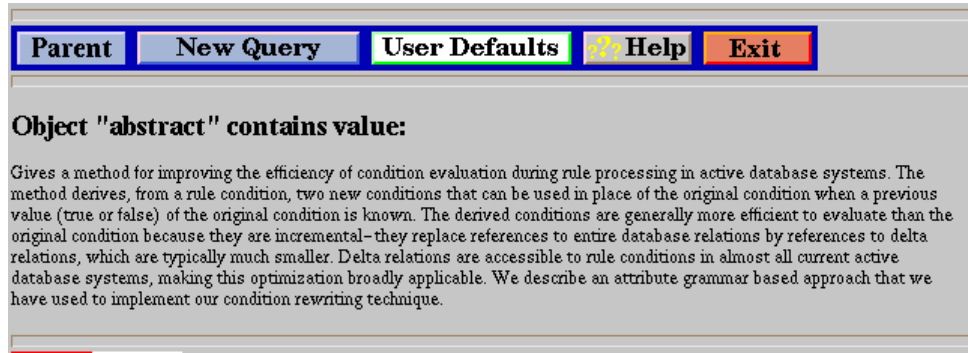 Parent New Query User Defaults ??? Help Exit
Object "abstract" contains value:
Gives a method for improving the efficiency of condition evaluation during rule processing in active database systems. The
method derives, from a rule condition, two new conditions that can be used in place of the original condition when a previous
value (true or false) of the original condition is known. The derived conditions are generally more efficient to evaluate than the
original condition because they are incremental-they replace references to entire database relations by references to delta
relations, which are typically much smaller. Delta relations are accessible to rule conditions in almost all current active
database systems, making this optimization broadly applicable. We describe an attribute grammar based approach that we
have used to implement our condition rewriting technique.